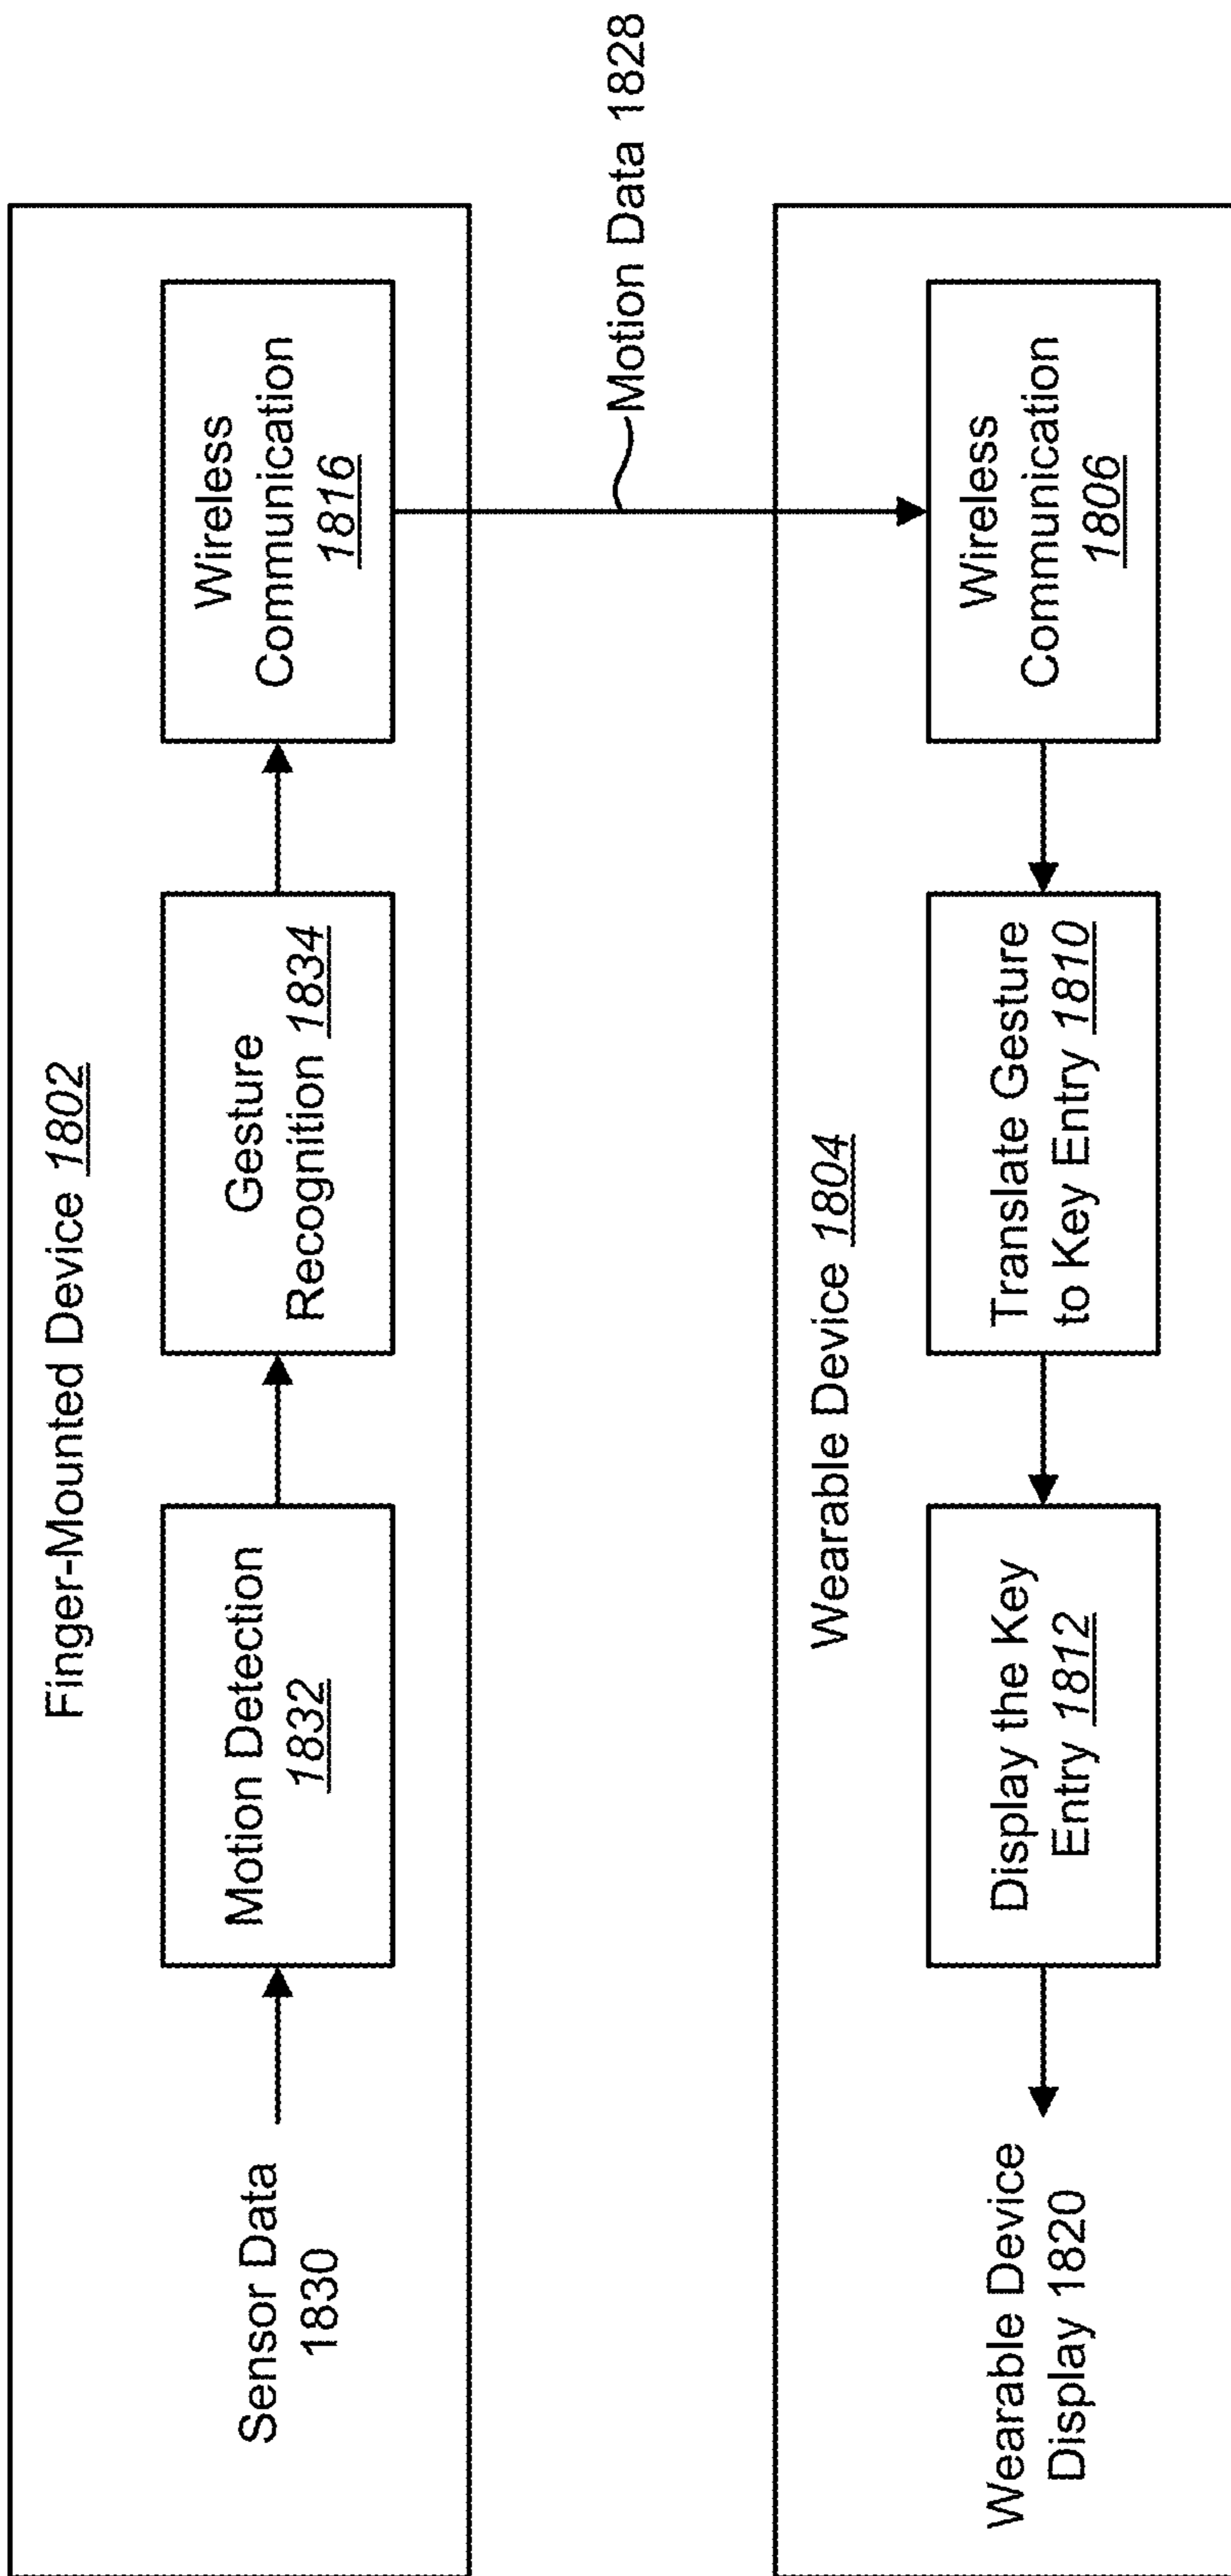 Finger-Mounted Device 1802
Sensor Data
1830
Motion Detection
1832
Gesture
Recognition 1834
Wireless
Communication
1816
Motion Data 1828
Wearable Device 1804
Wireless
Communication
1806
Translate Gesture
to Key Entry 1810
Display the Key
Entry 1812
Wearable Device
Display 1820